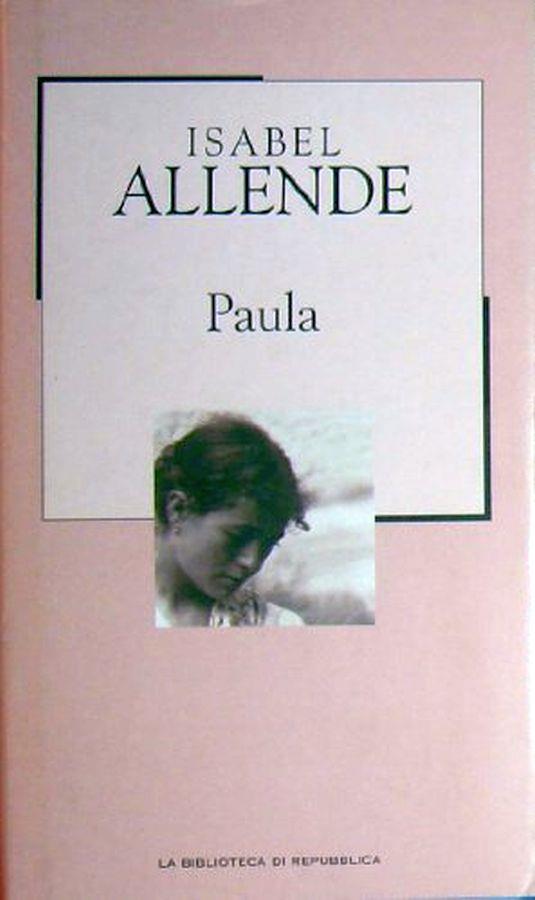 ISABEL
ALLENDE
Paula
LA BIBLIOTECA DI REPUBBLICA